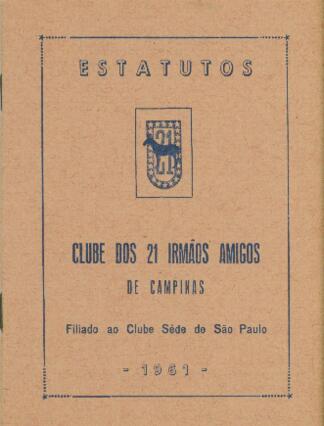 ESTATUTOS
21
CLUBE DOS 21 IRMÃOS AMIGOS
DE CAMPINAS
Filiado ao Clube Séde de São Paulo
- 1961 -